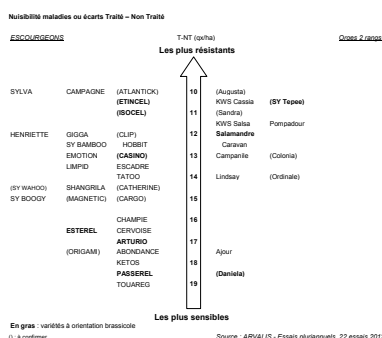 Nuisibilité maladies ou écarts Traité – Non Traité
ESCOURGEONS T-NT (qx/ha) Orges 2 rangs
Les plus résistants
SYLVA CAMPAGNE (ATLANTICK) 10 (Augusta)
(ETINCEL) KWS Cassia (SY Tepee)
(ISOCEL) 11 (Sandra)
KWS Salsa Pompadour
HENRIETTE GIGGA (CLIP) 12 Salamandre
SY BAMBOO HOBBIT Caravan
EMOTION (CASINO) 13 Campanile (Colonia)
LIMPID ESCADRE
TATOO 14 Lindsay (Ordinale)
(SY WAHOO) SHANGRILA (CATHERINE)
SY BOOGY (MAGNETIC) (CARGO) 15
CHAMPIE 16
ESTEREL CERVOISE
ARTURIO 17
(ORIGAMI) ABONDANCE Ajour
KETOS 18
PASSEREL (Daniela)
TOUAREG 19
Les plus sensibles
En gras : variétés à orientation brassicole
() : à confirmer Source : ARVALIS - Essais pluriannuels, 22 essais